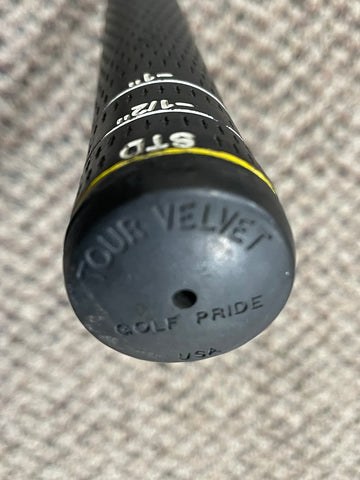 -1"
-1/2"
STD
TOUR VELVET
GOLF PRIDE
USA